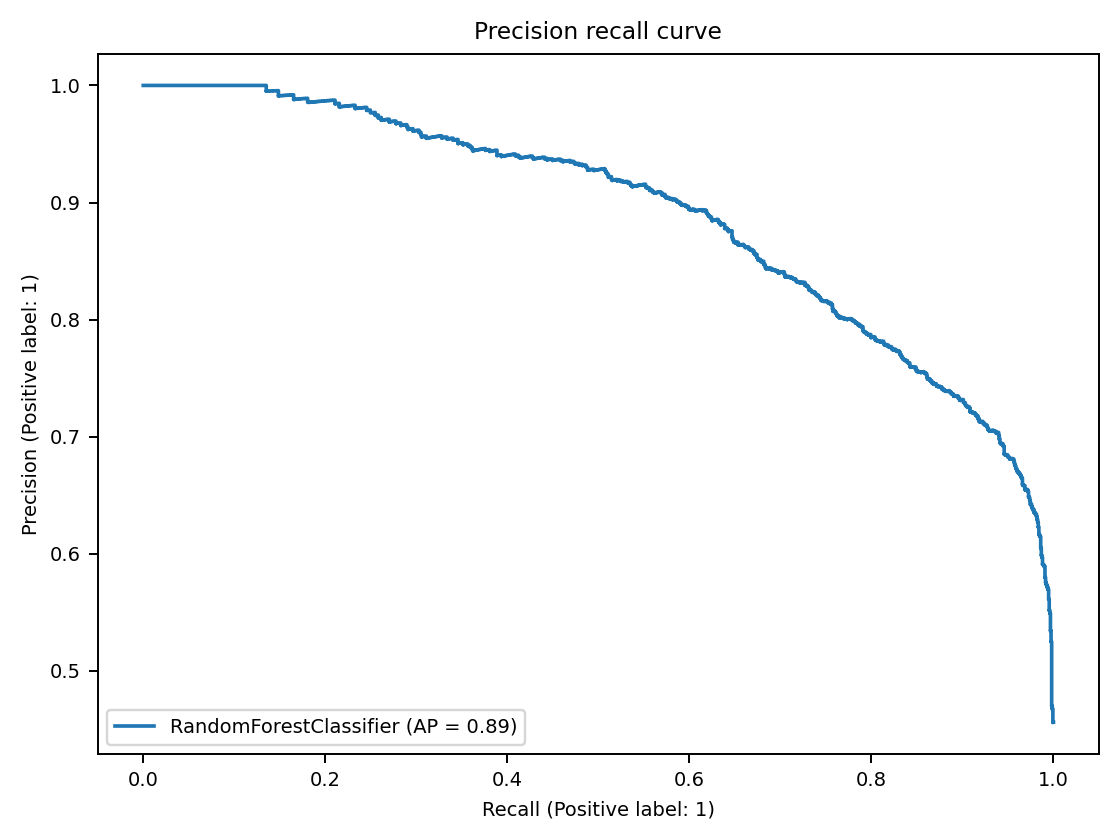 Precision recall curve
1.0
0.9
0.8
0.7
0.6
0.5
Precision (Positive label: 1)
RandomForestClassifier (AP = 0.89)
0.0 0.2 0.4 0.6 0.8 1.0
Recall (Positive label: 1)